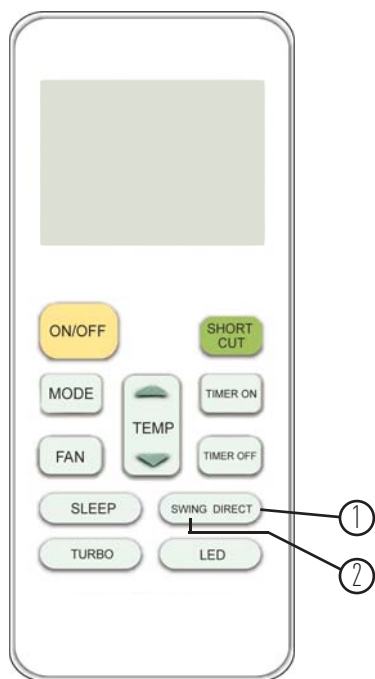 ON/OFF
SHORT
CUT
MODE
TEMP
TIMER ON
FAN
TIMER OFF
SLEEP
SWING DIRECT
1
TURBO
LED
2